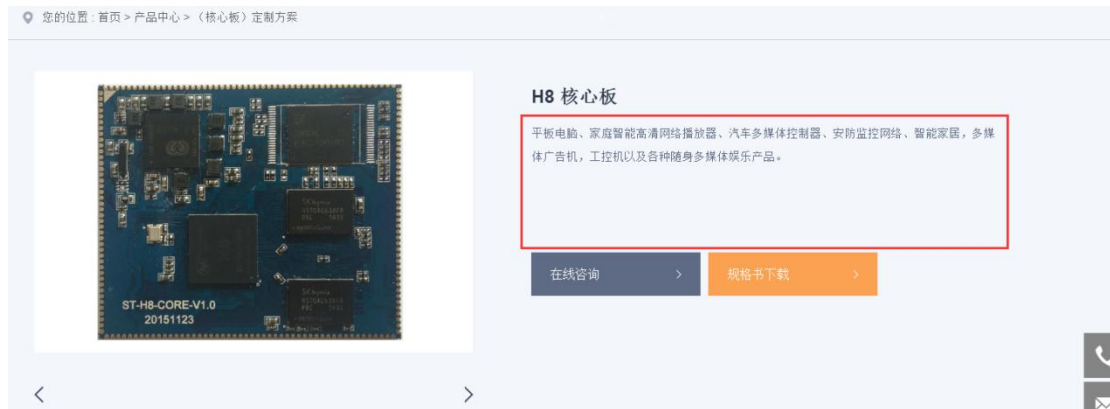 您的位置 : 首页 > 产品中心 > （核心板）定制方案
H8 核心板
平板电脑、家庭智能高清网络播放器、汽车多媒体控制器、安防监控网络、智能家居，多媒
体广告机，工控机以及各种随身多媒体娱乐产品。
在线咨询 >
规格书下载 >
ST-H8-CORE-V1.0
20151123